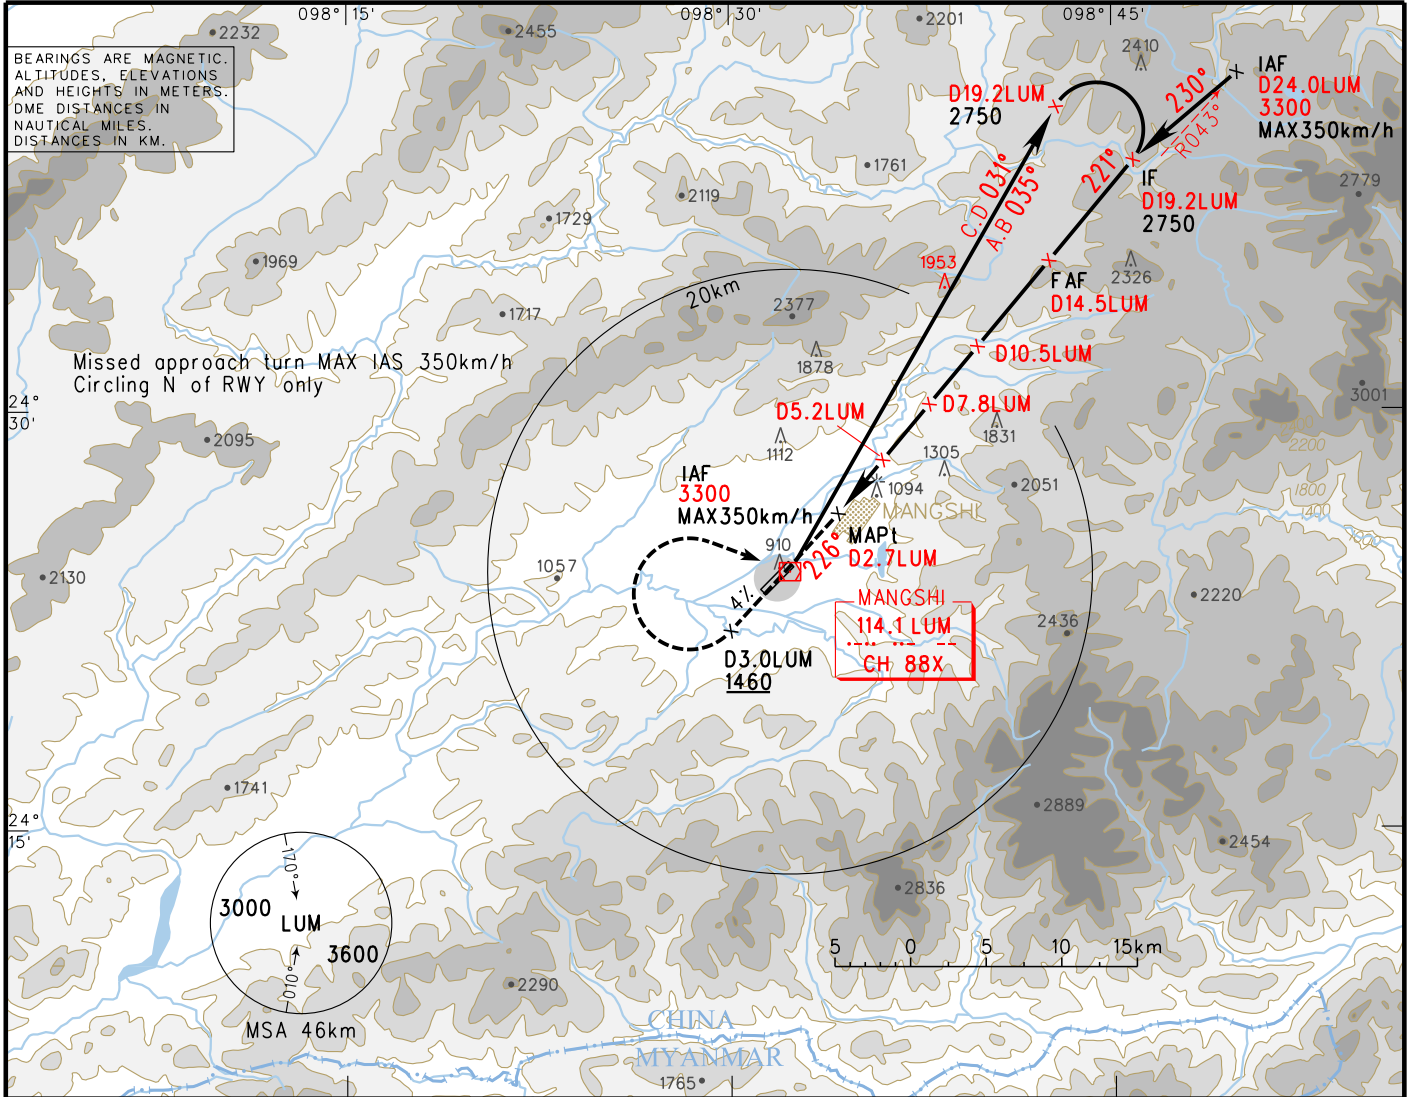 098° 15'
098° 30'
098° 45'
2232
2455
2201
2410
BEARINGS ARE MAGNETIC.
ALTITUDES, ELEVATIONS
AND HEIGHTS IN METERS.
DME DISTANCES IN
NAUTICAL MILES.
DISTANCES IN KM.
IAF
D24.0LUM
3300
MAX350km/h
D19.2LUM
2750
230°
R043°
221°
IF
D19.2LUM
2750
C.D 031°
A.B 035°
1761
2119
1729
2779
1969
1953
2326
FAF
D14.5LUM
20km
2377
1717
1878
D10.5LUM
Missed approach turn MAX IAS 350km/h
Circling N of RWY only
3001
24°
30'
D7.8LUM
D5.2LUM
1831
2095
1112
1305
2200
IAF
3300
MAX350km/h
1094
2051
1800
1400
MANGSHI
MAPt
D2.7LUM
910
226°
1057
2130
4%
MANGSHI
114.1 LUM
CH 88X
2220
2436
D3.0LUM
1460
1741
2889
24°
15'
2454
170°
3000
LUM
3600
010°
MSA 46km
2836
5 0 5 10 15km
2290
CHINA
MYANMAR
1765